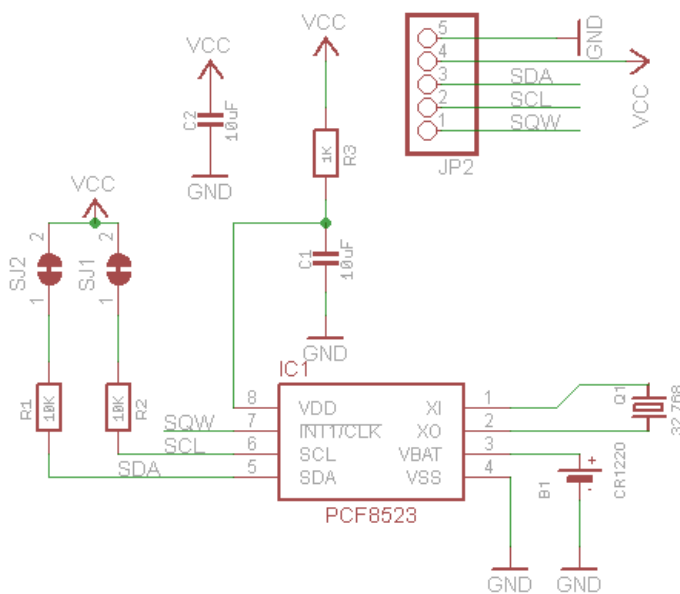 VCC
VCC
C2
10uF
GND
1K
R3
5
4
3
2
1
SDA
SCL
SQW
GND
VCC
JP2
VCC
2
2
SJ2
SJ1
1
1
C1
10uF
GND
R1
10K
10K
R2
IC1
8
VDD
XI
1
SQW
7
INT1/CLK
XO
2
SCL
6
SCL
VBAT
3
SDA
5
SDA
VSS
4
PCF8523
Q1
32.768
B1
+
-
CR1220
GND
GND